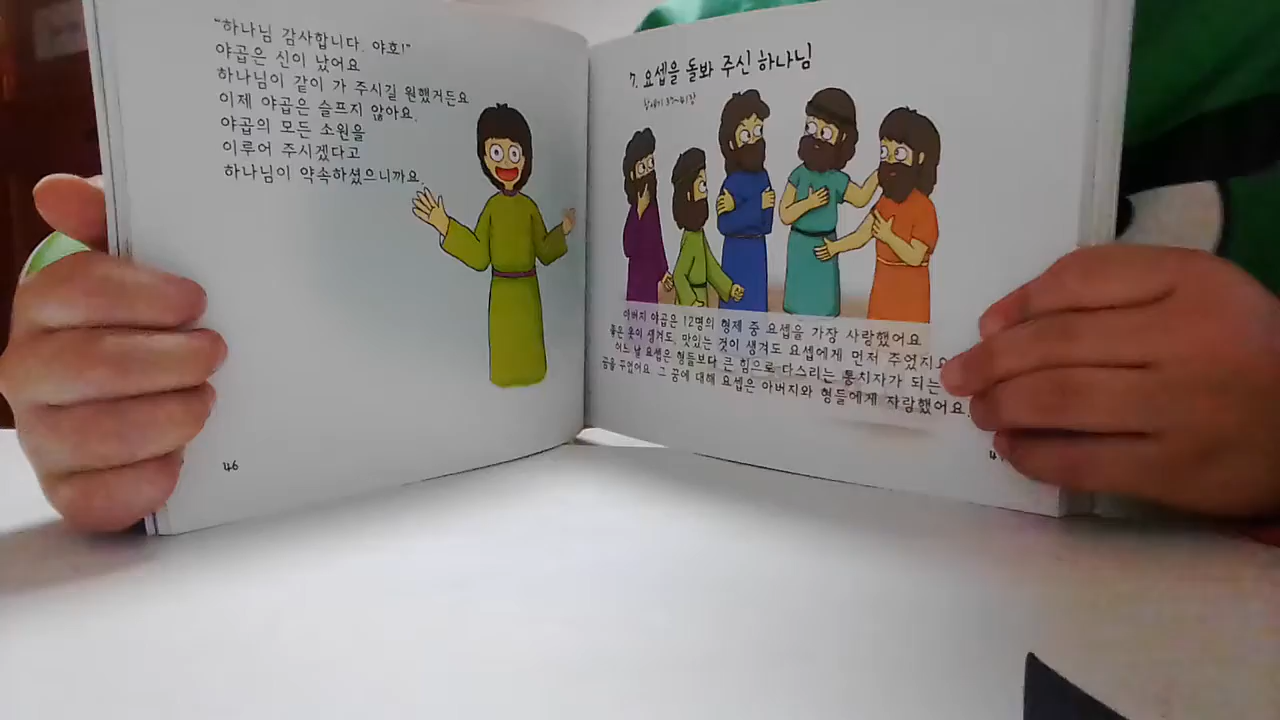 "하나님 감사합니다. 야호!"
야곱은 신이 났어요
하나님이 같이 가 주시길 원했거든요
이제 야곱은 슬프지 않아요.
야곱의 모든 소원을
이루어 주시겠다고
하나님이 약속하셨으니까요.
46
7. 요셉을 돌봐 주신 하나님
창세기 37~41장
아버지 야곱은 12명의 형제 중 요셉을 가장 사랑했어요
좋은 옷이 생겨도, 맛있는 것이 생겨도 요셉에게 먼저 주었지요
어느 날 요셉은 형들보다 큰 힘으로 다스리는 통치자가 되는
꿈을 꾸었어요. 그 꿈에 대해 요셉은 아버지와 형들에게 자랑했어요.